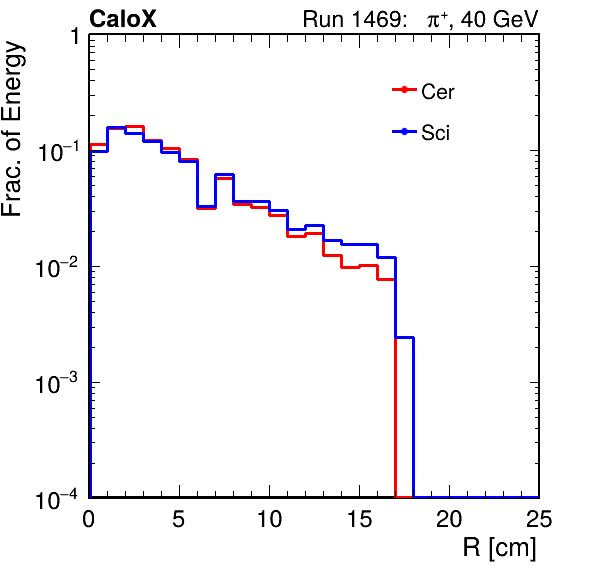 CaloX Run 1469: π⁺, 40 GeV
Frac. of Energy
1
10⁻¹
10⁻²
10⁻³
10⁻⁴
Cer
Sci
0 5 10 15 20 25
R [cm]